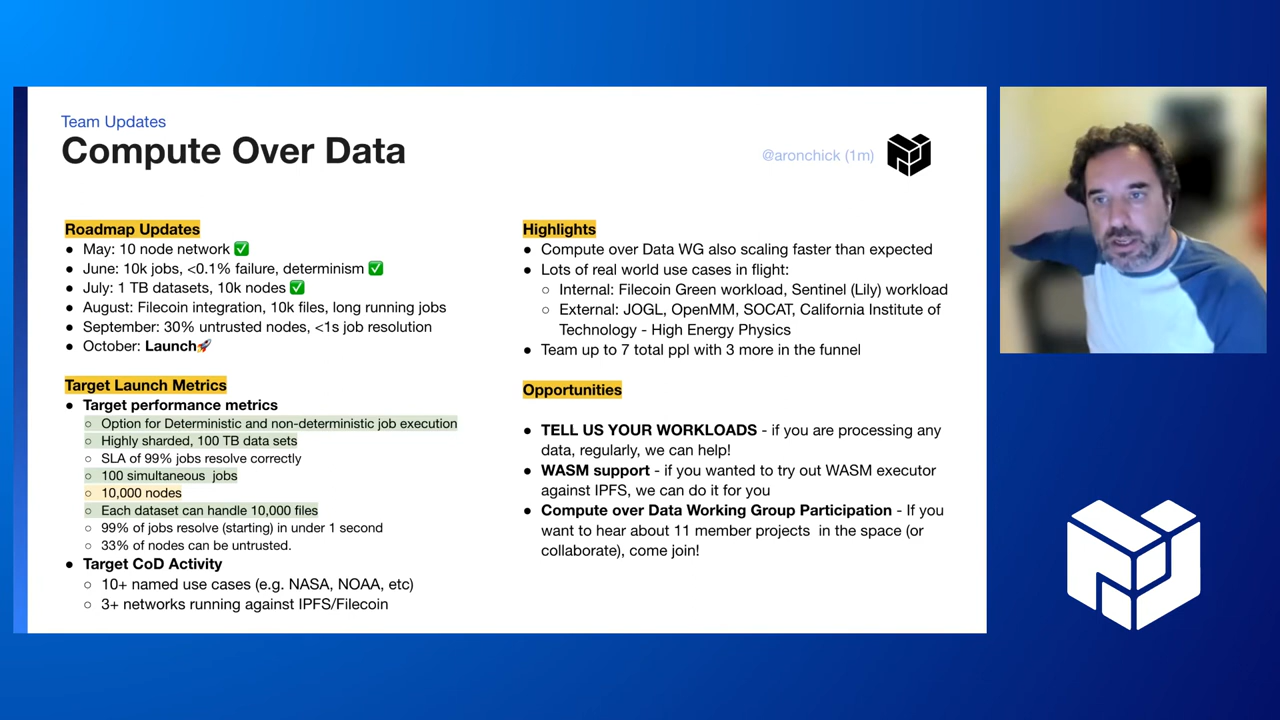 Team Updates
Compute Over Data
@aronchick (1m)
Roadmap Updates
● May: 10 node network ✅
● June: 10k jobs, <0.1% failure, determinism ✅
● July: 1 TB datasets, 10k nodes ✅
● August: Filecoin integration, 10k files, long running jobs
● September: 30% untrusted nodes, <1s job resolution
● October: Launch🚀
Target Launch Metrics
● Target performance metrics
○ Option for Deterministic and non-deterministic job execution
○ Highly sharded, 100 TB data sets
○ SLA of 99% jobs resolve correctly
○ 100 simultaneous jobs
○ 10,000 nodes
○ Each dataset can handle 10,000 files
○ 99% of jobs resolve (starting) in under 1 second
○ 33% of nodes can be untrusted.
● Target CoD Activity
○ 10+ named use cases (e.g. NASA, NOAA, etc)
○ 3+ networks running against IPFS/Filecoin
Highlights
● Compute over Data WG also scaling faster than expected
● Lots of real world use cases in flight:
○ Internal: Filecoin Green workload, Sentinel (Lily) workload
○ External: JOGL, OpenMM, SOCAT, California Institute of
Technology - High Energy Physics
● Team up to 7 total ppl with 3 more in the funnel
Opportunities
● TELL US YOUR WORKLOADS - if you are processing any
data, regularly, we can help!
● WASM support - if you wanted to try out WASM executor
against IPFS, we can do it for you
● Compute over Data Working Group Participation - If you
want to hear about 11 member projects in the space (or
collaborate), come join!